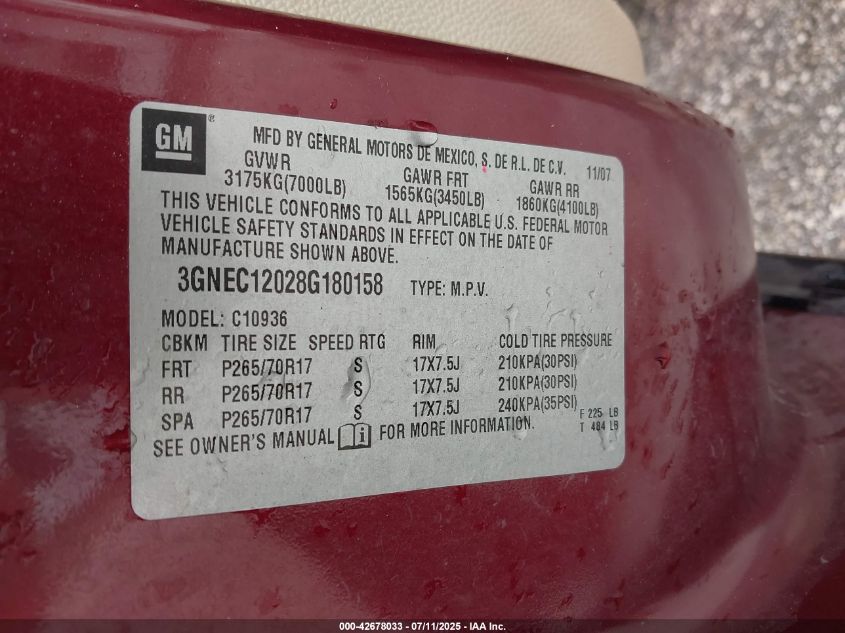 GM ®
MFD BY GENERAL MOTORS DE MEXICO, S. DE R.L. DE C.V. 11/07
GVWR GAWR FRT GAWR RR
3175KG(7000LB) 1565KG(3450LB) 1860KG(4100LB)
THIS VEHICLE CONFORMS TO ALL APPLICABLE U.S. FEDERAL MOTOR
VEHICLE SAFETY STANDARDS IN EFFECT ON THE DATE OF
MANUFACTURE SHOWN ABOVE.
3GNEC12028G180158 TYPE: M.P.V.
MODEL: C10936
CBKM TIRE SIZE SPEED RTG RIM COLD TIRE PRESSURE
FRT P265/70R17 S 17X7.5J 210KPA(30PSI)
RR P265/70R17 S 17X7.5J 210KPA(30PSI)
SPA P265/70R17 S 17X7.5J 240KPA(35PSI)
F 225 LB
T 484 LB
SEE OWNER'S MANUAL i FOR MORE INFORMATION.
000-42678033 - 07/11/2025 - IAA Inc.